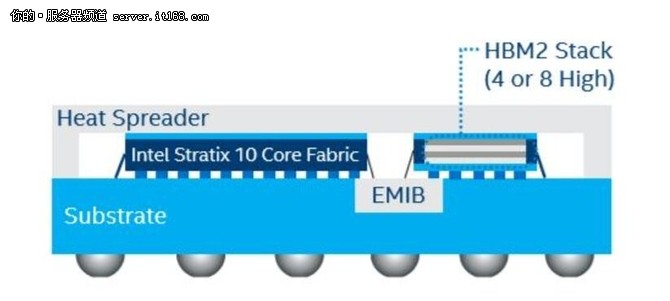 你的·服务器频道 server.it168.com
HBM2 Stack
(4 or 8 High)
Heat Spreader
Intel Stratix 10 Core Fabric
EMIB
Substrate